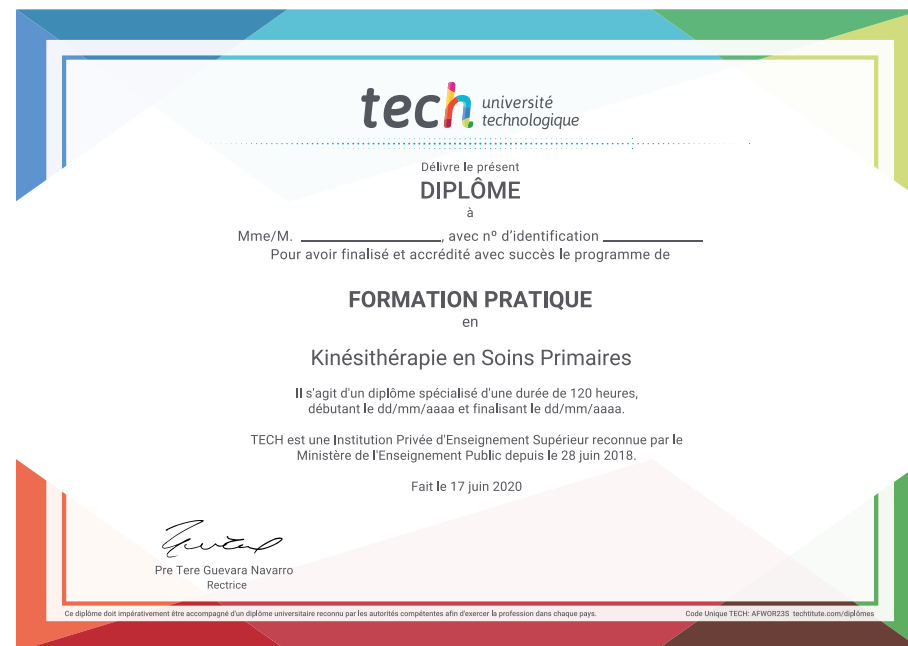 tech université
technologique
Délivre le présent
DIPLÔME
à
Mme/M. ____________________, avec nº d'identification ______________
Pour avoir finalisé et accrédité avec succès le programme de
FORMATION PRATIQUE
en
Kinésithérapie en Soins Primaires
Il s'agit d'un diplôme spécialisé d'une durée de 120 heures,
débutant le dd/mm/aaaa et finalisant le dd/mm/aaaa.
TECH est une Institution Privée d'Enseignement Supérieur reconnue par le
Ministère de l'Enseignement Public depuis le 28 juin 2018.
Fait le 17 juin 2020
Pre Tere Guevara Navarro
Rectrice
Ce diplôme doit impérativement être accompagné d'un diplôme universitaire reconnu par les autorités compétentes afin d'exercer la profession dans chaque pays.
Code Unique TECH: AFWOR23S techtitute.com/diplômes